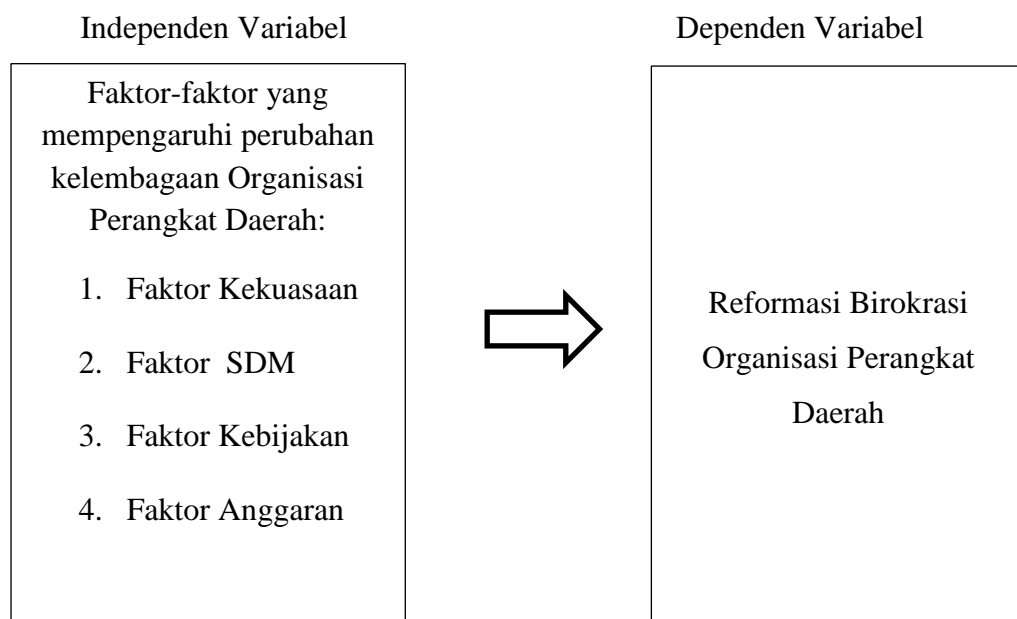 Independen Variabel
Dependen Variabel
Faktor-faktor yang
mempengaruhi perubahan
kelembagaan Organisasi
Perangkat Daerah:
1. Faktor Kekuasaan
2. Faktor SDM
3. Faktor Kebijakan
4. Faktor Anggaran
Reformasi Birokrasi
Organisasi Perangkat
Daerah